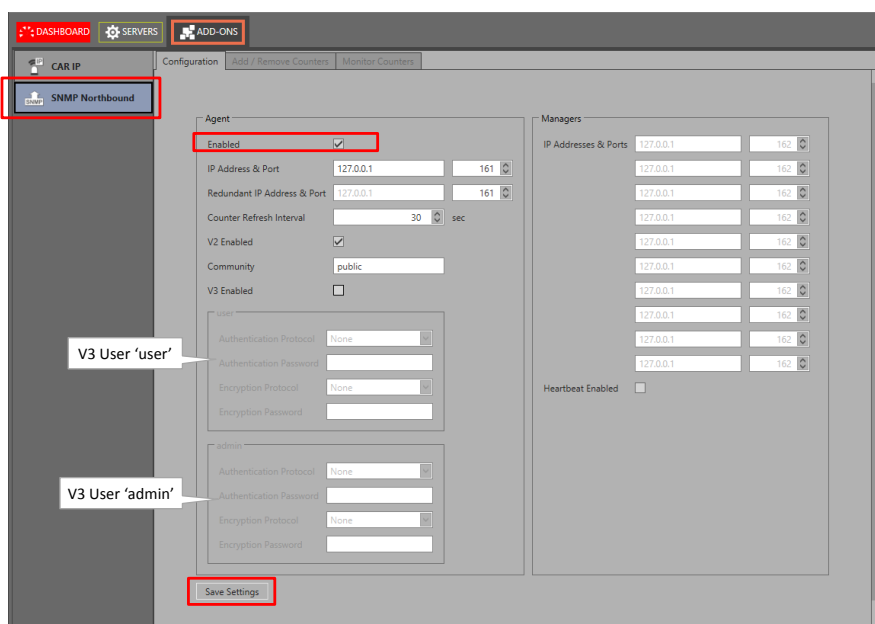 DASHBOARD SERVERS ADD-ONS
CAR IP
SNMP Northbound
SNMP
Configuration Add / Remove Counters Monitor Counters
Agent
Enabled
IP Address & Port 127.0.0.1 161
Redundant IP Address & Port 127.0.0.1 161
Counter Refresh Interval 30 sec
V2 Enabled
Community public
V3 Enabled
user
Authentication Protocol None
Authentication Password
Encryption Protocol None
Encryption Password
V3 User ‘user’
admin
Authentication Protocol None
Authentication Password
Encryption Protocol None
Encryption Password
V3 User ‘admin’
Managers
IP Addresses & Ports 127.0.0.1 162
127.0.0.1 162
127.0.0.1 162
127.0.0.1 162
127.0.0.1 162
127.0.0.1 162
127.0.0.1 162
127.0.0.1 162
127.0.0.1 162
127.0.0.1 162
Heartbeat Enabled
Save Settings